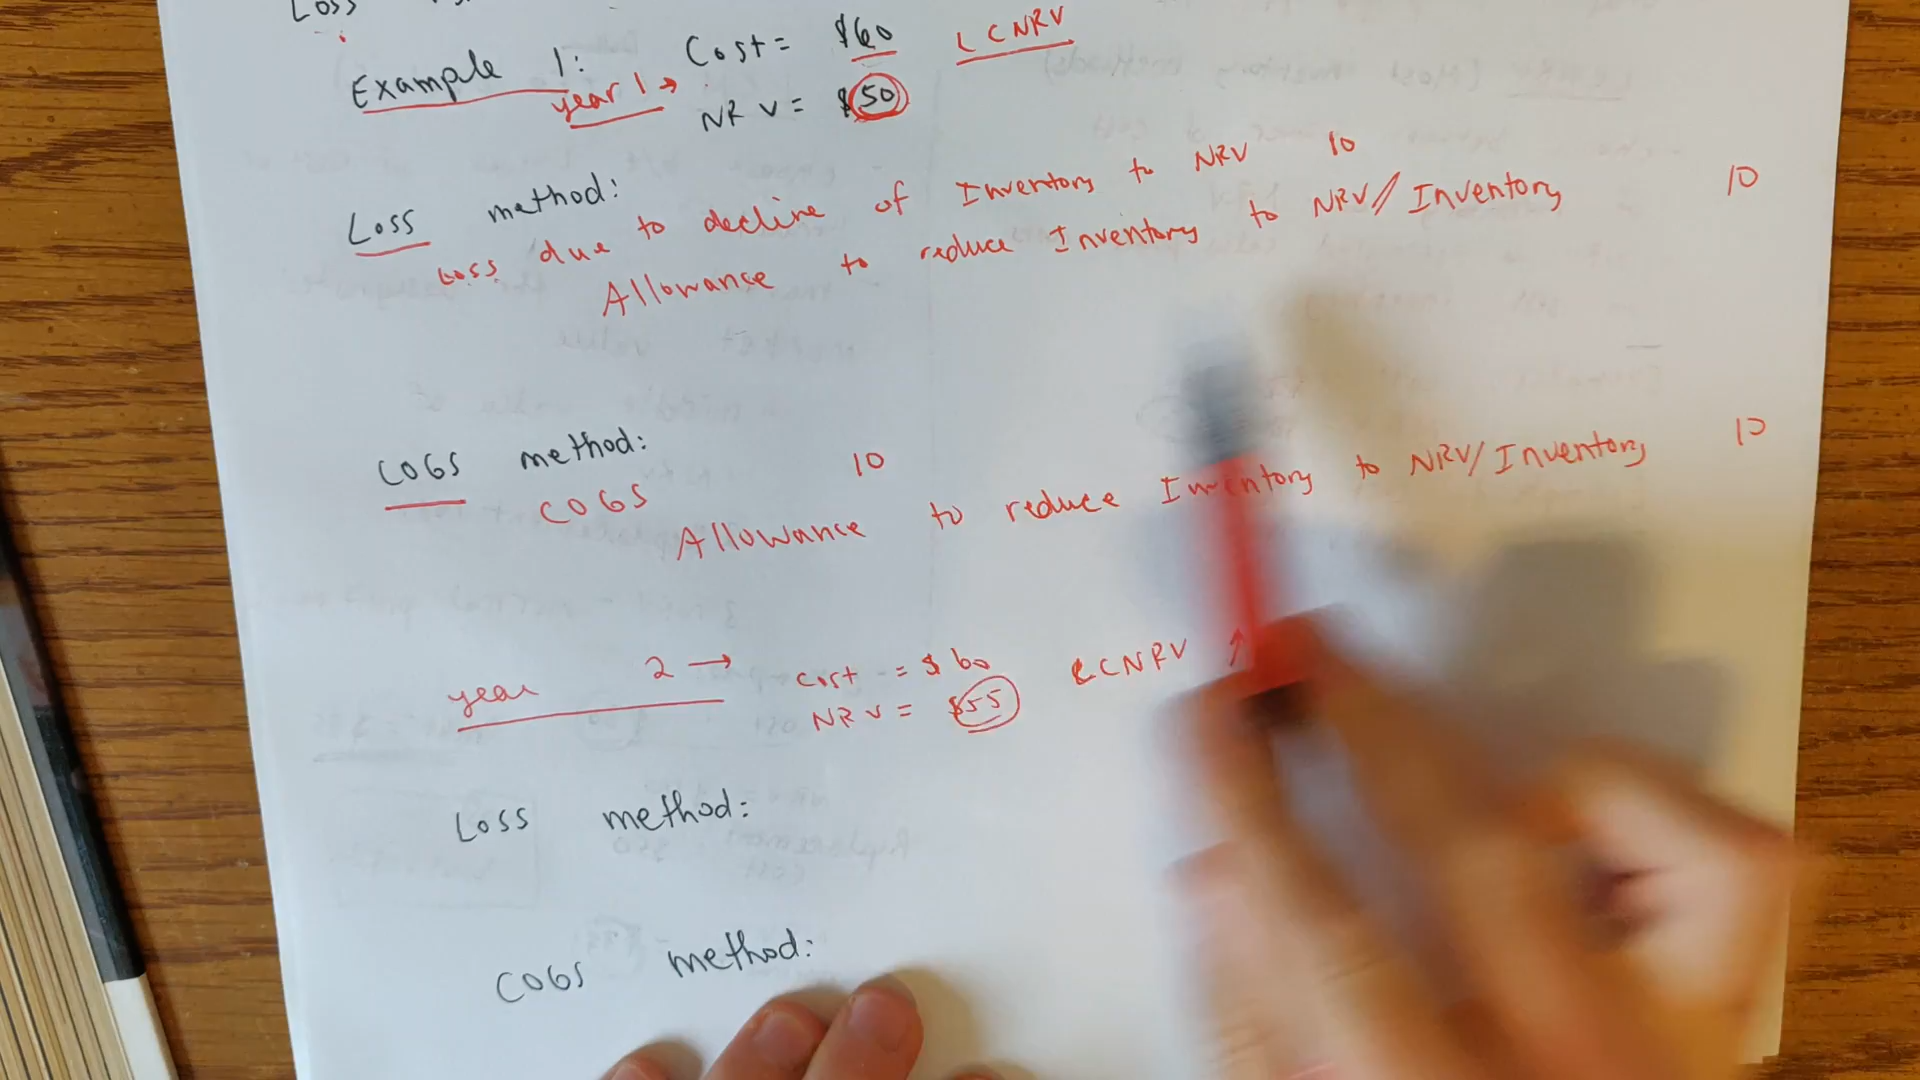 Loss
Example 1: Cost = $60 LCNRV
year 1 → NRV = $50
Loss method:
Loss due to decline of Inventory to NRV 10
Allowance to reduce Inventory to NRV// Inventory 10
COGS method:
COGS 10
Allowance to reduce Inventory to NRV/Inventory 10
year 2 → cost = $60 LCNRV ↑
NRV = $55
Loss method:
COGS method: